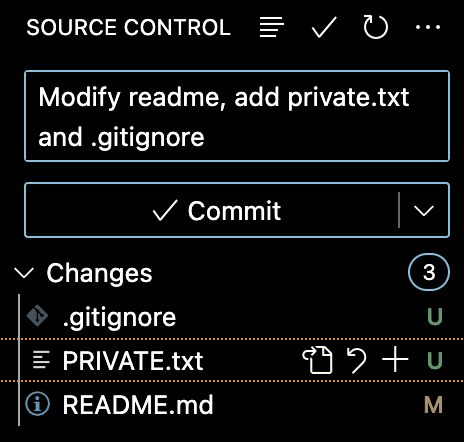 SOURCE CONTROL
Modify readme, add private.txt
and .gitignore
Commit
Changes 3
.gitignore U
PRIVATE.txt U
README.md M